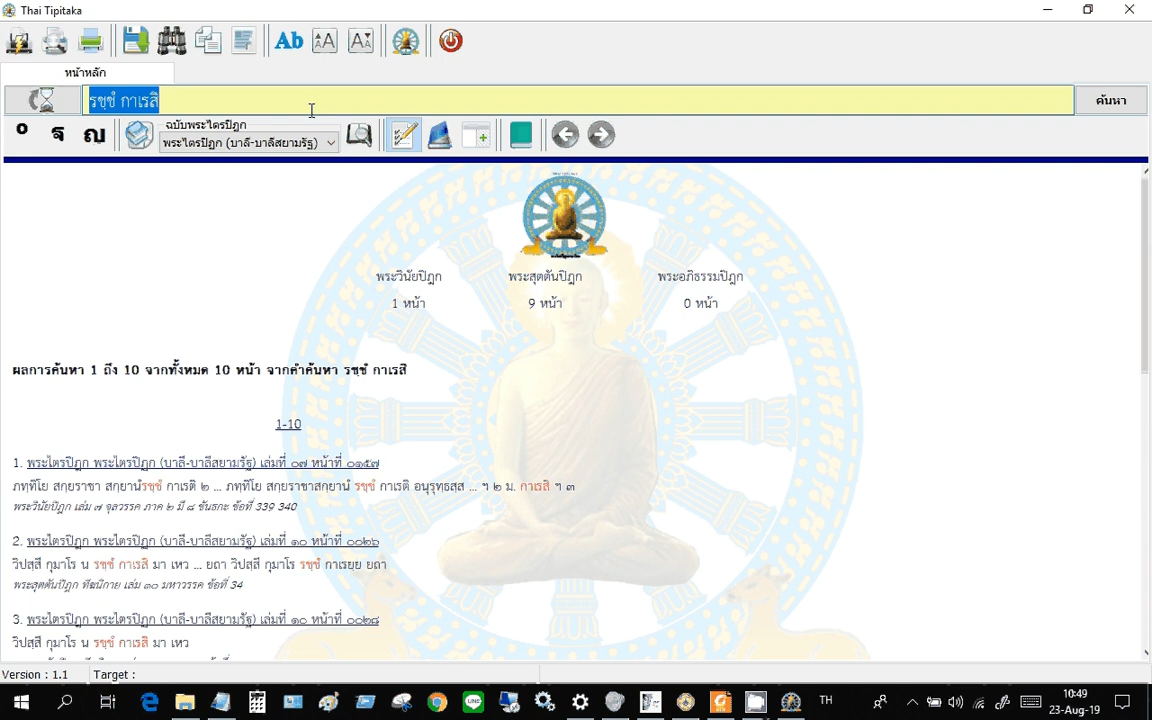 Thai Tipitaka
Ab
หน้าหลัก
รชฺชํ กาเรสิ
ค้นหา
ฉบับพระไตรปิฎก
พระไตรปิฎก (บาลี-บาลีสยามรัฐ)
พระวินัยปิฎก พระสุตตันปิฎก พระอภิธรรมปิฎก
1 หน้า 9 หน้า 0 หน้า
ผลการค้นหา 1 ถึง 10 จากทั้งหมด 10 หน้า จากคำค้นหา รชฺชํ กาเรสิ
1-10
1. พระไตรปิฎก พระไตรปิฎก (บาลี-บาลีสยามรัฐ) เล่มที่ ๐๗ หน้าที่ ๐๑๕๗
ภทฺทิโย สกฺยราชา สกฺยานํรชฺชํ กาเรติ ๒ ... ภทฺทิโย สกฺยราชาสกฺยานํ รชฺชํ กาเรติ อนุรุทฺธสฺส ... ฯ ๒ ม. กาเรสิ ฯ ๓
พระวินัยปิฎก เล่ม ๗ จุลวรรค ภาค ๒ มี ๘ ขันธกะ ข้อที่ 339 340
2. พระไตรปิฎก พระไตรปิฎก (บาลี-บาลีสยามรัฐ) เล่มที่ ๑๐ หน้าที่ ๐๐๒๖
วิปสฺสี กุมาโร น รชฺชํ กาเรสิ มา เหว ... ยถา วิปสฺสี กุมาโร รชฺชํ กาเรยฺย ยถา
พระสุตตันปิฎก ทีฆนิกาย เล่ม ๑๐ มหาวรรค ข้อที่ 34
3. พระไตรปิฎก พระไตรปิฎก (บาลี-บาลีสยามรัฐ) เล่มที่ ๑๐ หน้าที่ ๐๐๒๘
วิปสฺสี กุมาโร น รชฺชํ กาเรสิ มา เหว
Version : 1.1 Target :
TH
10:49
23-Aug-19